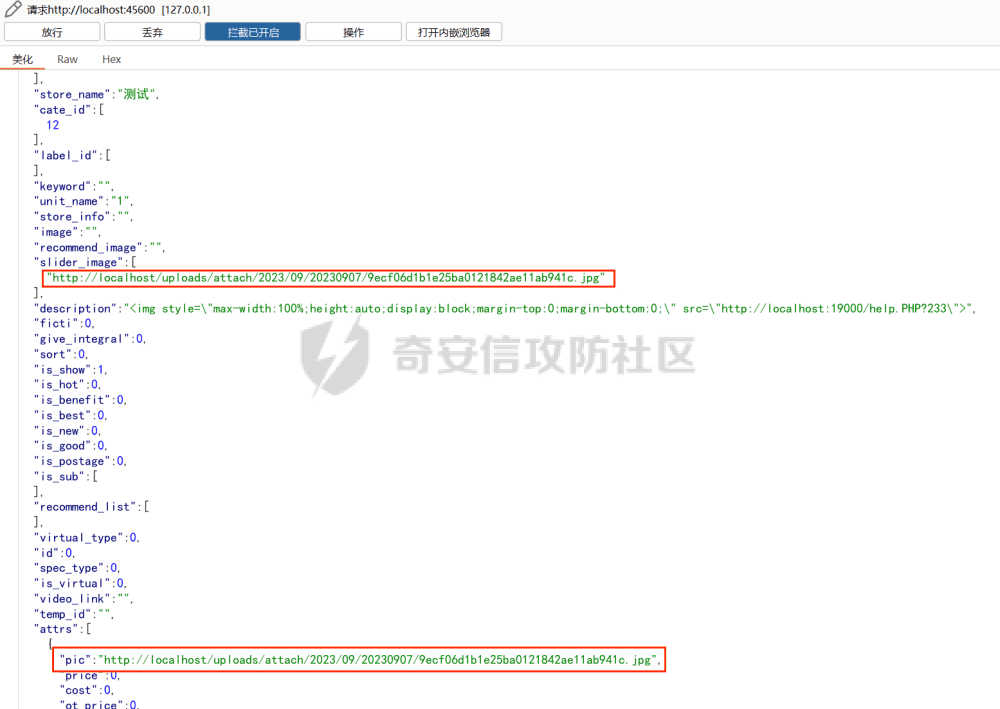 请求http://localhost:45600 [127.0.0.1]
放行 丢弃 拦截已开启 操作 打开内嵌浏览器
美化 Raw Hex
],
"store_name":"测试",
"cate_id":[
12
],
"label_id":[
],
"keyword":"",
"unit_name":"1",
"store_info":"",
"image":"",
"recommend_image":"",
"slider_image":[
"http://localhost/uploads/attach/2023/09/20230907/9ecf06d1b1e25ba0121842ae11ab941c.jpg"
],
"description":"<img style=\"max-width:100%;height:auto;display:block;margin-top:0;margin-bottom:0;\" src=\"http://localhost:19000/help.PHP?233\">",
"ficti":0,
"give_integral":0,
"sort":0,
"is_show":1,
"is_hot":0,
"is_benefit":0,
"is_best":0,
"is_new":0,
"is_good":0,
"is_postage":0,
"is_sub":[
],
"recommend_list":[
],
"virtual_type":0,
"id":0,
"spec_type":0,
"is_virtual":0,
"video_link":"",
"temp_id":"",
"attrs":[
{
"pic":"http://localhost/uploads/attach/2023/09/20230907/9ecf06d1b1e25ba0121842ae11ab941c.jpg",
"price":0,
"cost":0,
"ot_price":0,
奇安信攻防社区